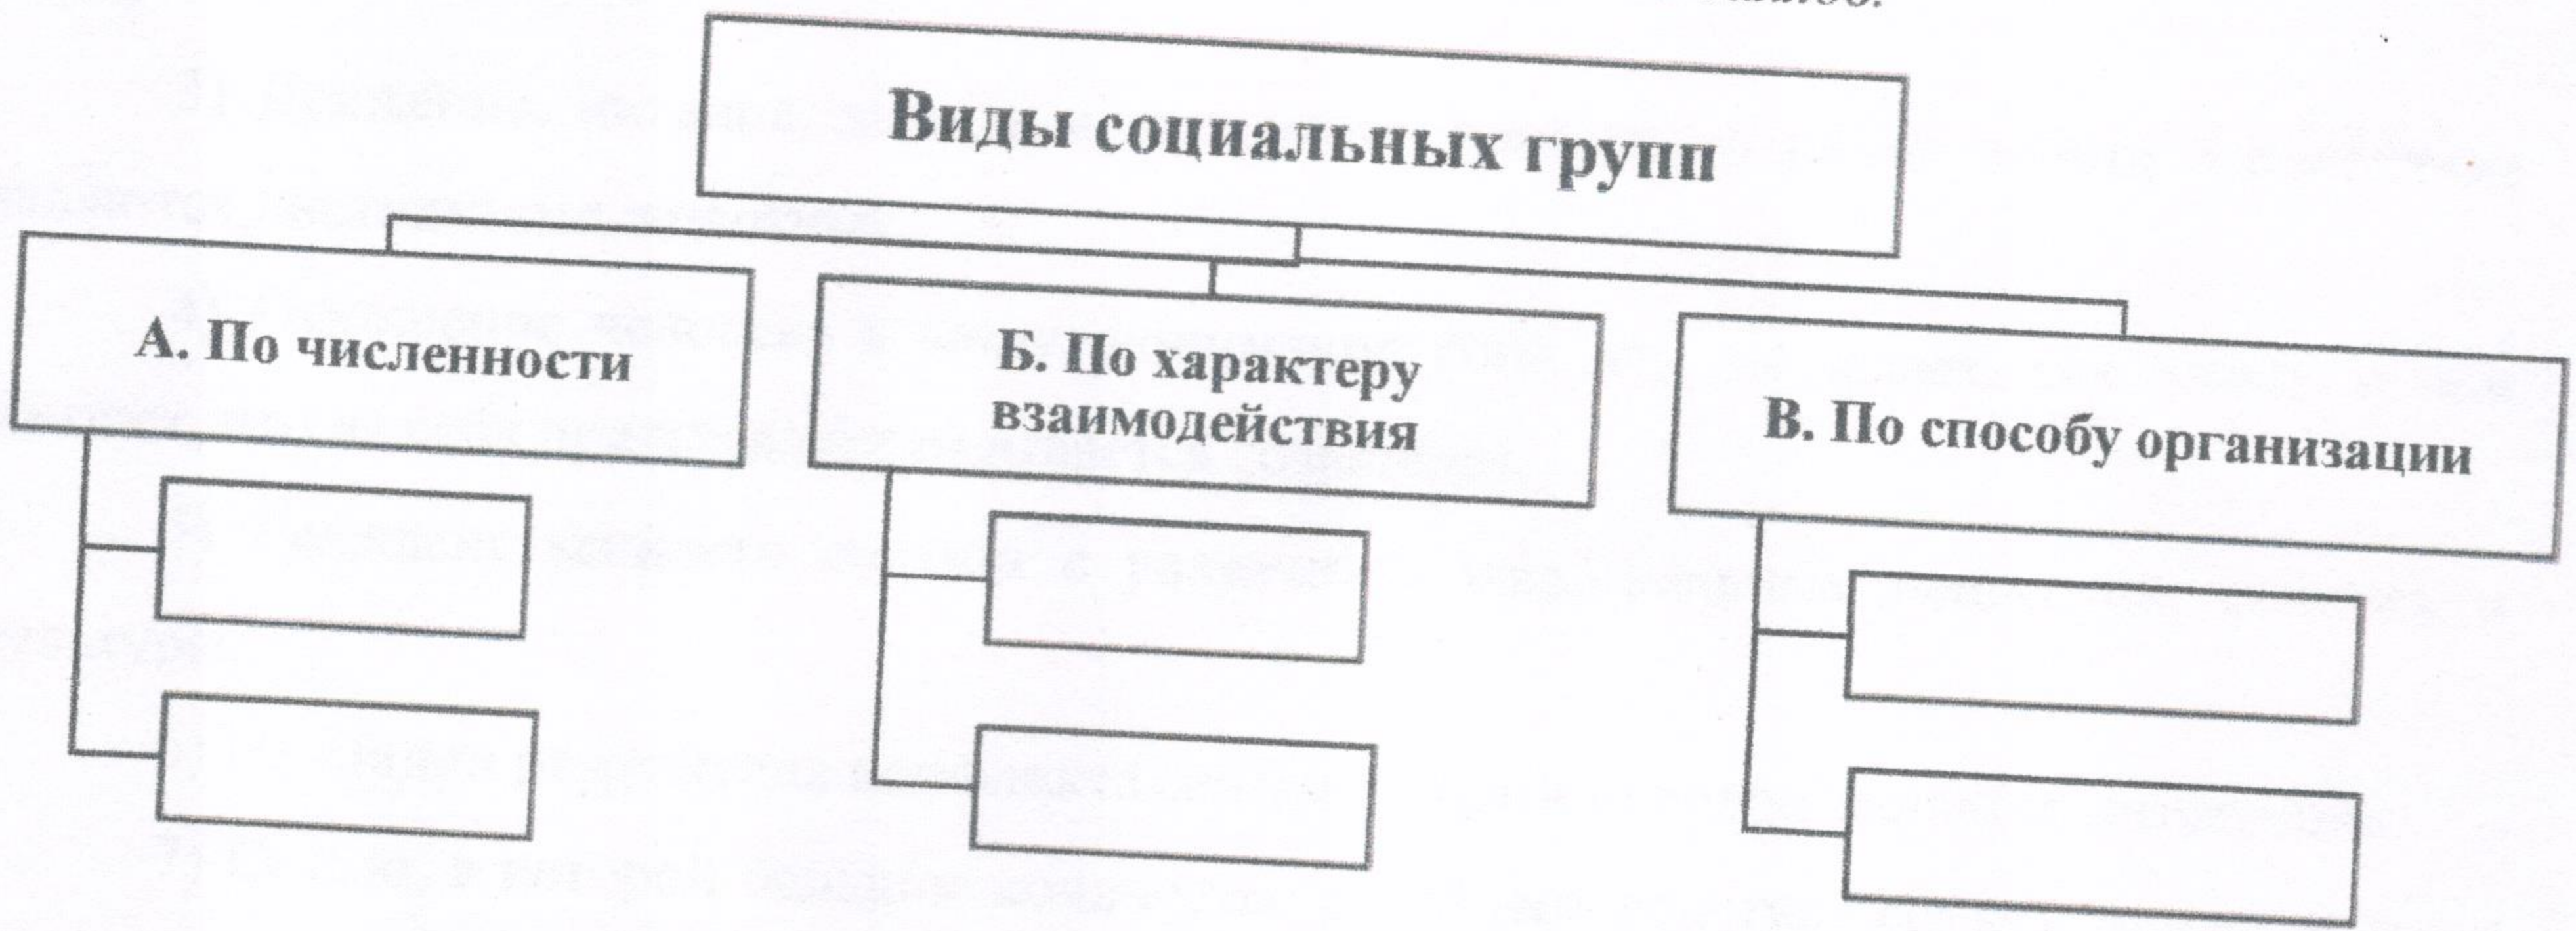 Виды социальных групп
А. По численности
Б. По характеру
взаимодействия
В. По способу организации